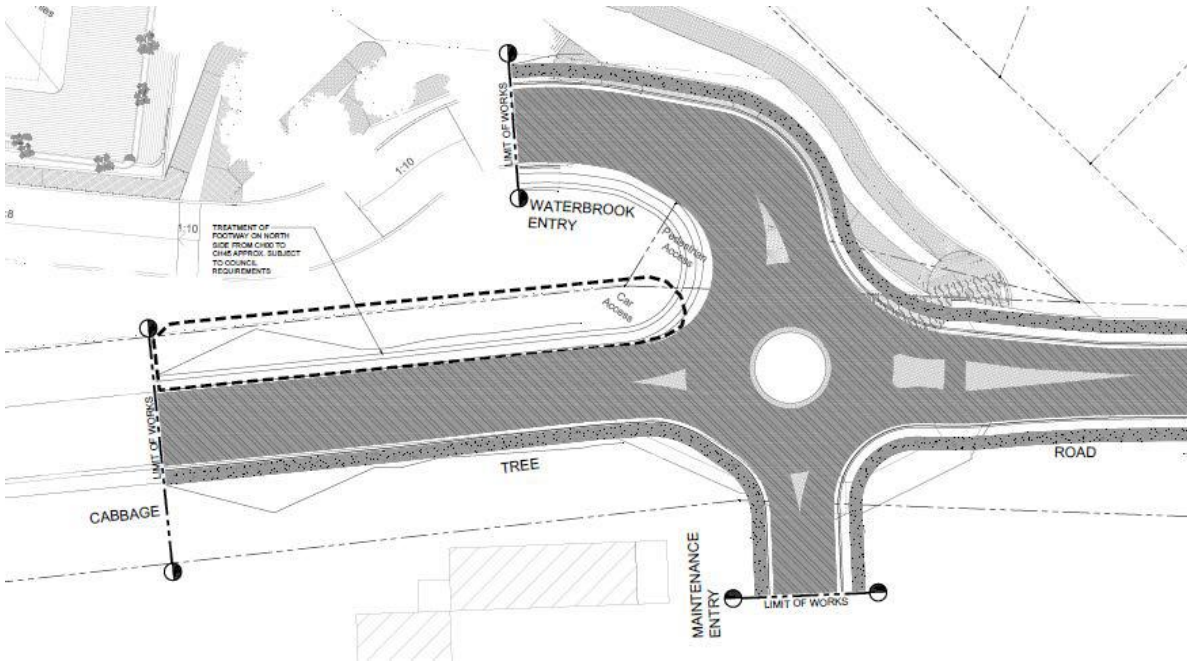 LIMIT OF WORKS
WATERBROOK
ENTRY
1:10
1:10
TREATMENT OF
FOOTWAY ON NORTH
SIDE FROM CH00 TO
CH45 APPROX. SUBJECT
TO COUNCIL
REQUIREMENTS
Pedestrian
Access
Car
Access
LIMIT OF WORKS
CABBAGE
TREE
ROAD
MAINTENANCE
ENTRY
LIMIT OF WORKS